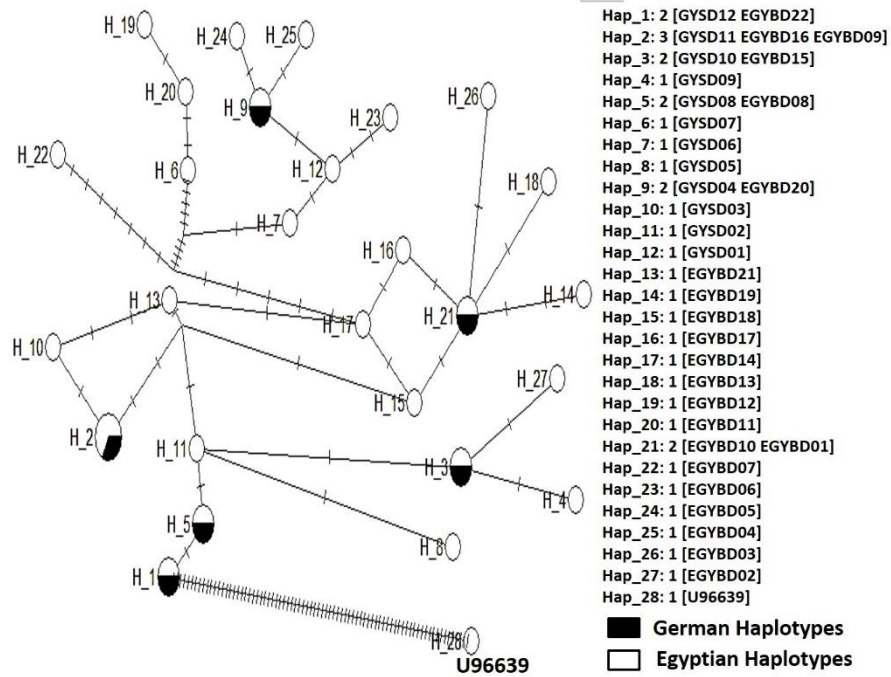 H_19
H_24
H_25
H_20
H_9
H_26
H_23
H_22
H_6
H_12
H_18
H_7
H_16
H_13
H_14
H_21
H_17
H_10
H_27
H_15
H_2
H_11
H_3
H_4
H_5
H_8
H_1
H_28
U96639
Hap_1: 2 [GYSD12 EGYBD22]
Hap_2: 3 [GYSD11 EGYBD16 EGYBD09]
Hap_3: 2 [GYSD10 EGYBD15]
Hap_4: 1 [GYSD09]
Hap_5: 2 [GYSD08 EGYBD08]
Hap_6: 1 [GYSD07]
Hap_7: 1 [GYSD06]
Hap_8: 1 [GYSD05]
Hap_9: 2 [GYSD04 EGYBD20]
Hap_10: 1 [GYSD03]
Hap_11: 1 [GYSD02]
Hap_12: 1 [GYSD01]
Hap_13: 1 [EGYBD21]
Hap_14: 1 [EGYBD19]
Hap_15: 1 [EGYBD18]
Hap_16: 1 [EGYBD17]
Hap_17: 1 [EGYBD14]
Hap_18: 1 [EGYBD13]
Hap_19: 1 [EGYBD12]
Hap_20: 1 [EGYBD11]
Hap_21: 2 [EGYBD10 EGYBD01]
Hap_22: 1 [EGYBD07]
Hap_23: 1 [EGYBD06]
Hap_24: 1 [EGYBD05]
Hap_25: 1 [EGYBD04]
Hap_26: 1 [EGYBD03]
Hap_27: 1 [EGYBD02]
Hap_28: 1 [U96639]
German Haplotypes
Egyptian Haplotypes